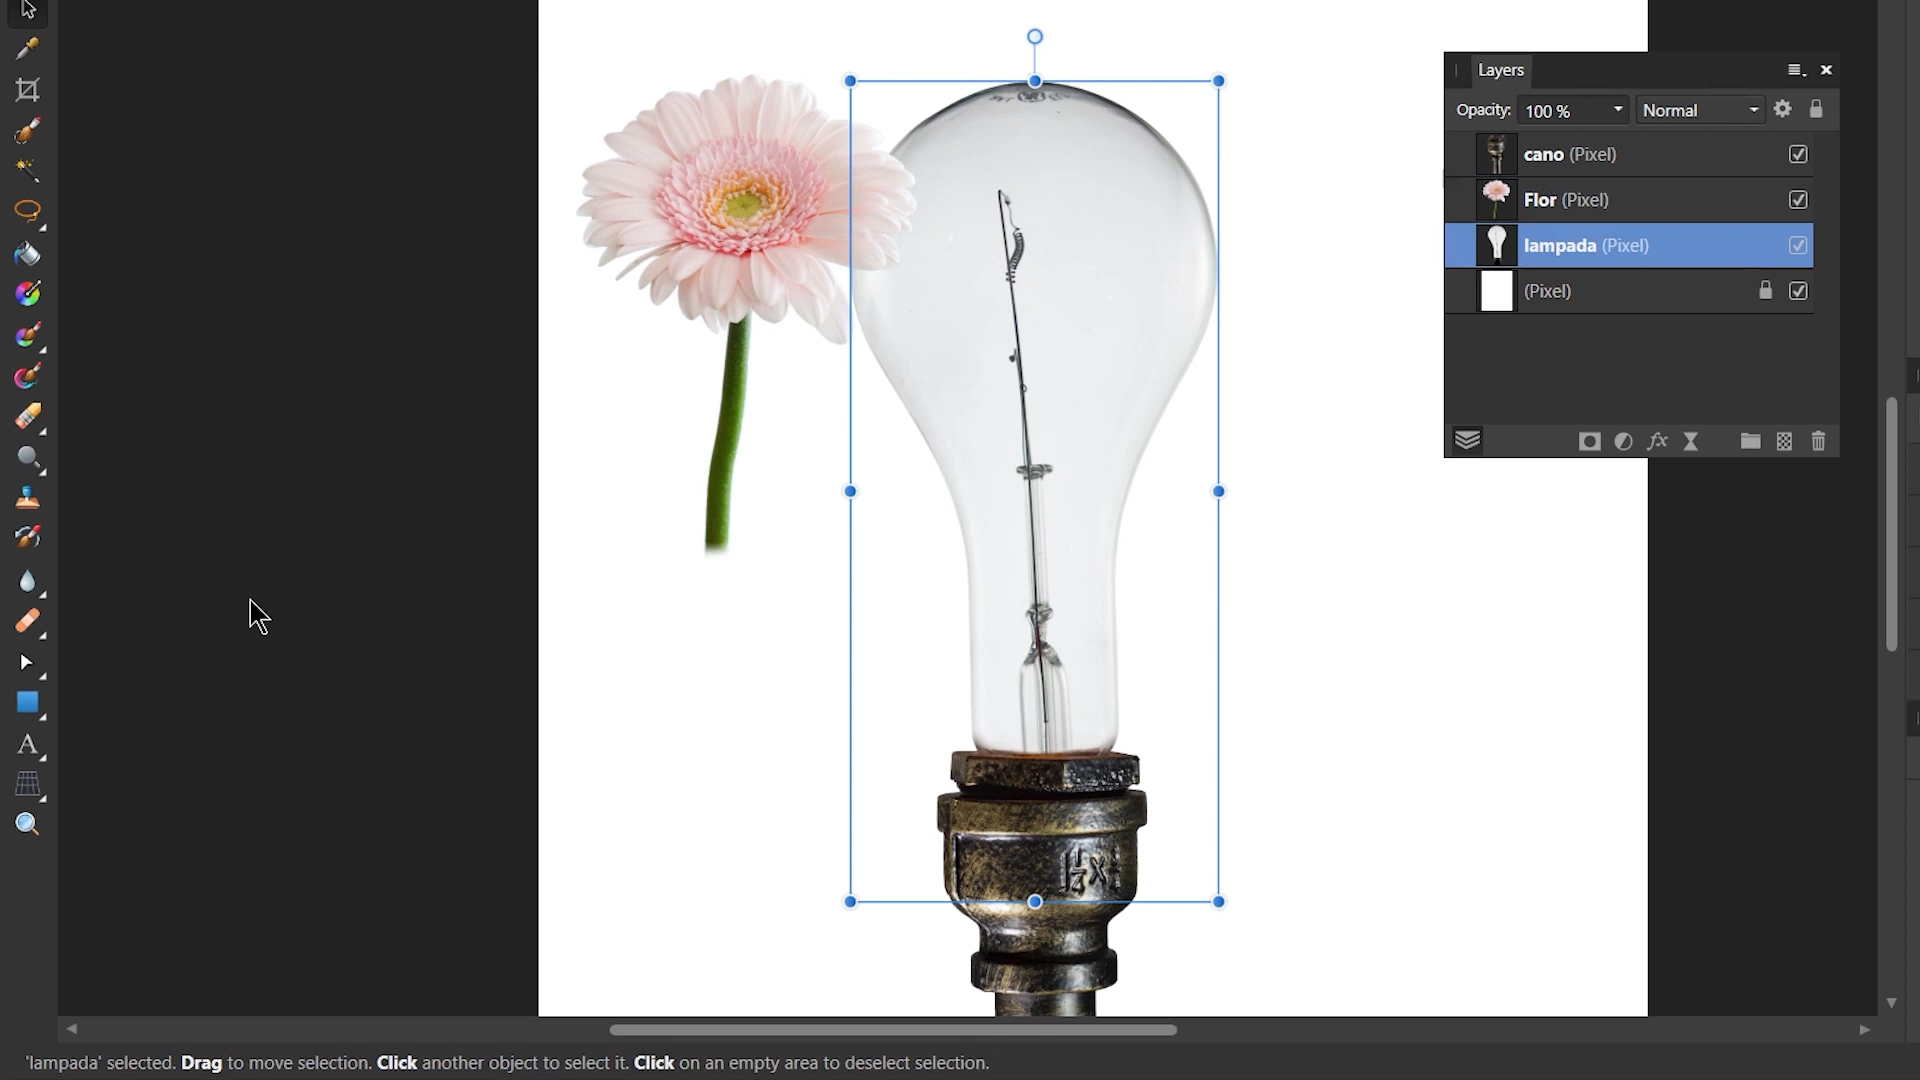 Layers
Opacity: 100 % Normal
cano (Pixel)
Flor (Pixel)
lampada (Pixel)
(Pixel)
fx
A
'lampada' selected. Drag to move selection. Click another object to select it. Click on an empty area to deselect selection.